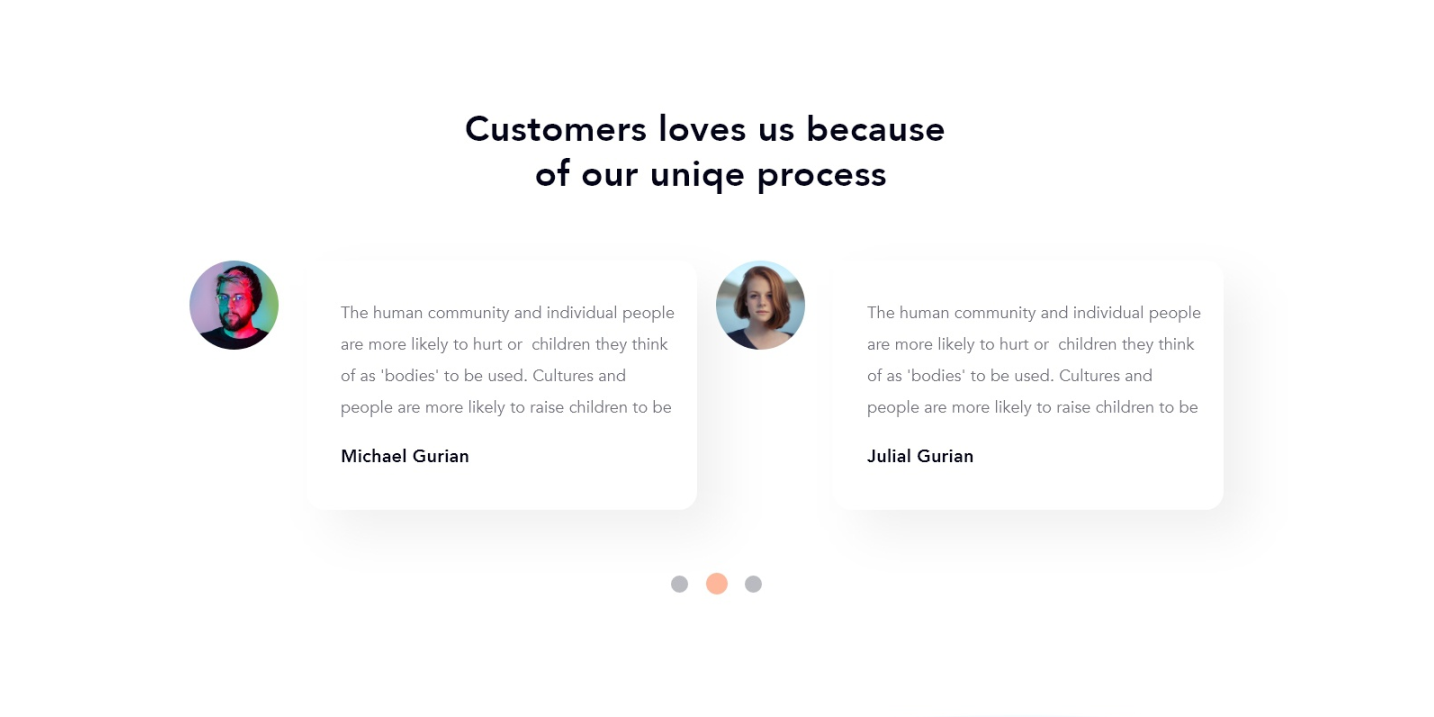 Customers loves us because
of our uniqe process
The human community and individual people
are more likely to hurt or  children they think
of as 'bodies' to be used. Cultures and
people are more likely to raise children to be
Michael Gurian
The human community and individual people
are more likely to hurt or  children they think
of as 'bodies' to be used. Cultures and
people are more likely to raise children to be
Julial Gurian